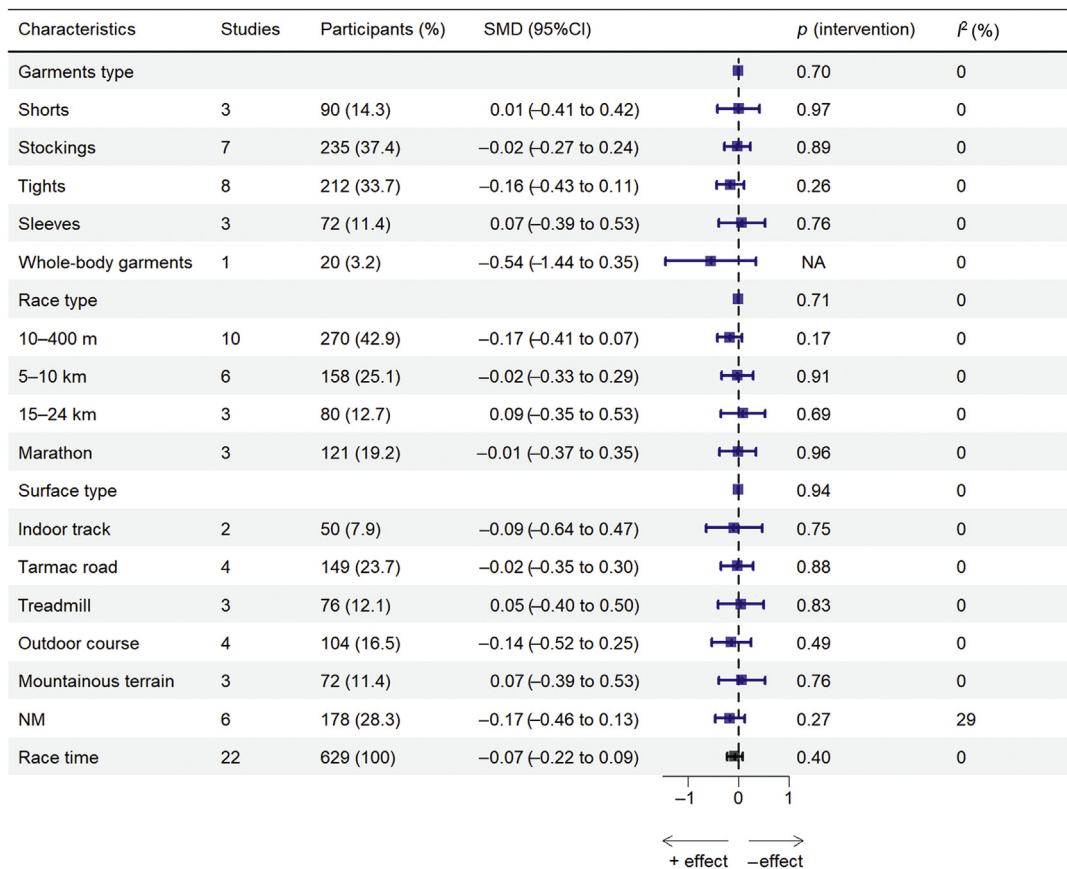 Characteristics Studies Participants (%) SMD (95%CI) p (intervention) I² (%)
Garments type 0.70 0
Shorts 3 90 (14.3) 0.01 (–0.41 to 0.42) 0.97 0
Stockings 7 235 (37.4) –0.02 (–0.27 to 0.24) 0.89 0
Tights 8 212 (33.7) –0.16 (–0.43 to 0.11) 0.26 0
Sleeves 3 72 (11.4) 0.07 (–0.39 to 0.53) 0.76 0
Whole-body garments 1 20 (3.2) –0.54 (–1.44 to 0.35) NA 0
Race type 0.71 0
10–400 m 10 270 (42.9) –0.17 (–0.41 to 0.07) 0.17 0
5–10 km 6 158 (25.1) –0.02 (–0.33 to 0.29) 0.91 0
15–24 km 3 80 (12.7) 0.09 (–0.35 to 0.53) 0.69 0
Marathon 3 121 (19.2) –0.01 (–0.37 to 0.35) 0.96 0
Surface type 0.94 0
Indoor track 2 50 (7.9) –0.09 (–0.64 to 0.47) 0.75 0
Tarmac road 4 149 (23.7) –0.02 (–0.35 to 0.30) 0.88 0
Treadmill 3 76 (12.1) 0.05 (–0.40 to 0.50) 0.83 0
Outdoor course 4 104 (16.5) –0.14 (–0.52 to 0.25) 0.49 0
Mountainous terrain 3 72 (11.4) 0.07 (–0.39 to 0.53) 0.76 0
NM 6 178 (28.3) –0.17 (–0.46 to 0.13) 0.27 29
Race time 22 629 (100) –0.07 (–0.22 to 0.09) 0.40 0
–1 0 1
+ effect –effect